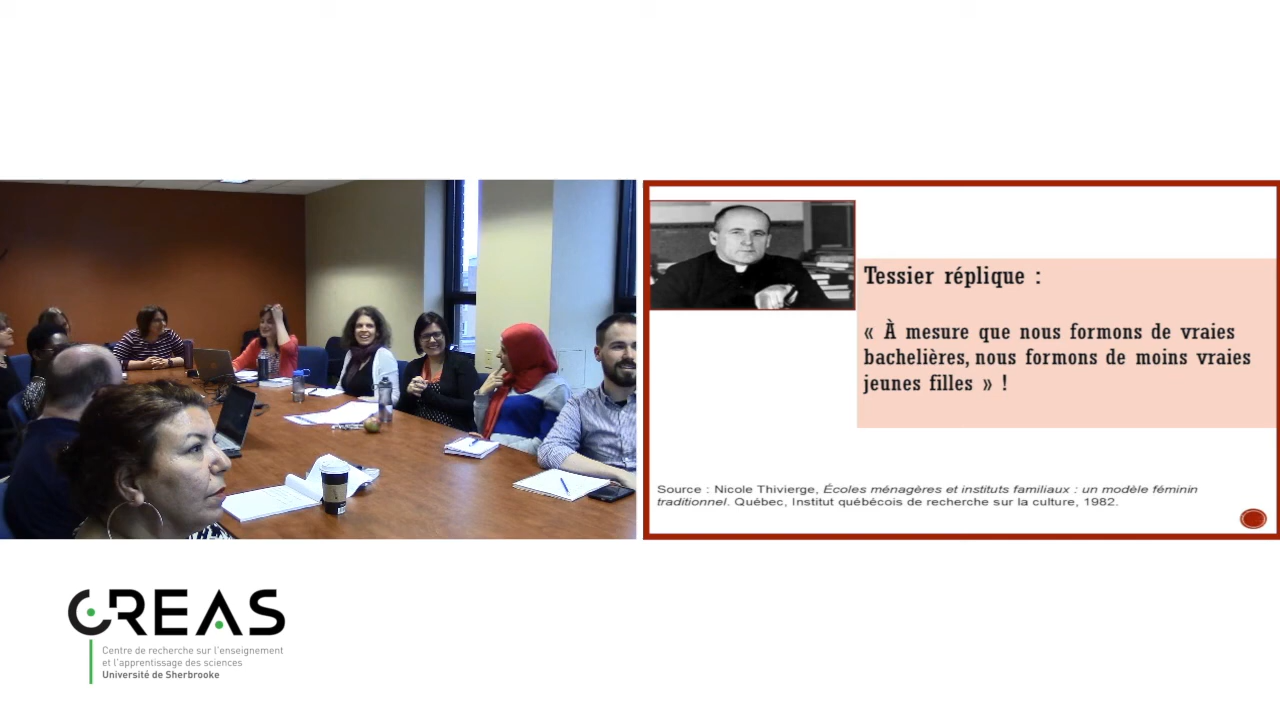 Tessier réplique :
« À mesure que nous formons de vraies
bachelières, nous formons de moins vraies
jeunes filles » !
Source : Nicole Thivierge, Écoles ménagères et instituts familiaux : un modèle féminin
traditionnel. Québec, Institut québécois de recherche sur la culture, 1982.
CREAS
Centre de recherche sur l'enseignement
et l'apprentissage des sciences
Université de Sherbrooke